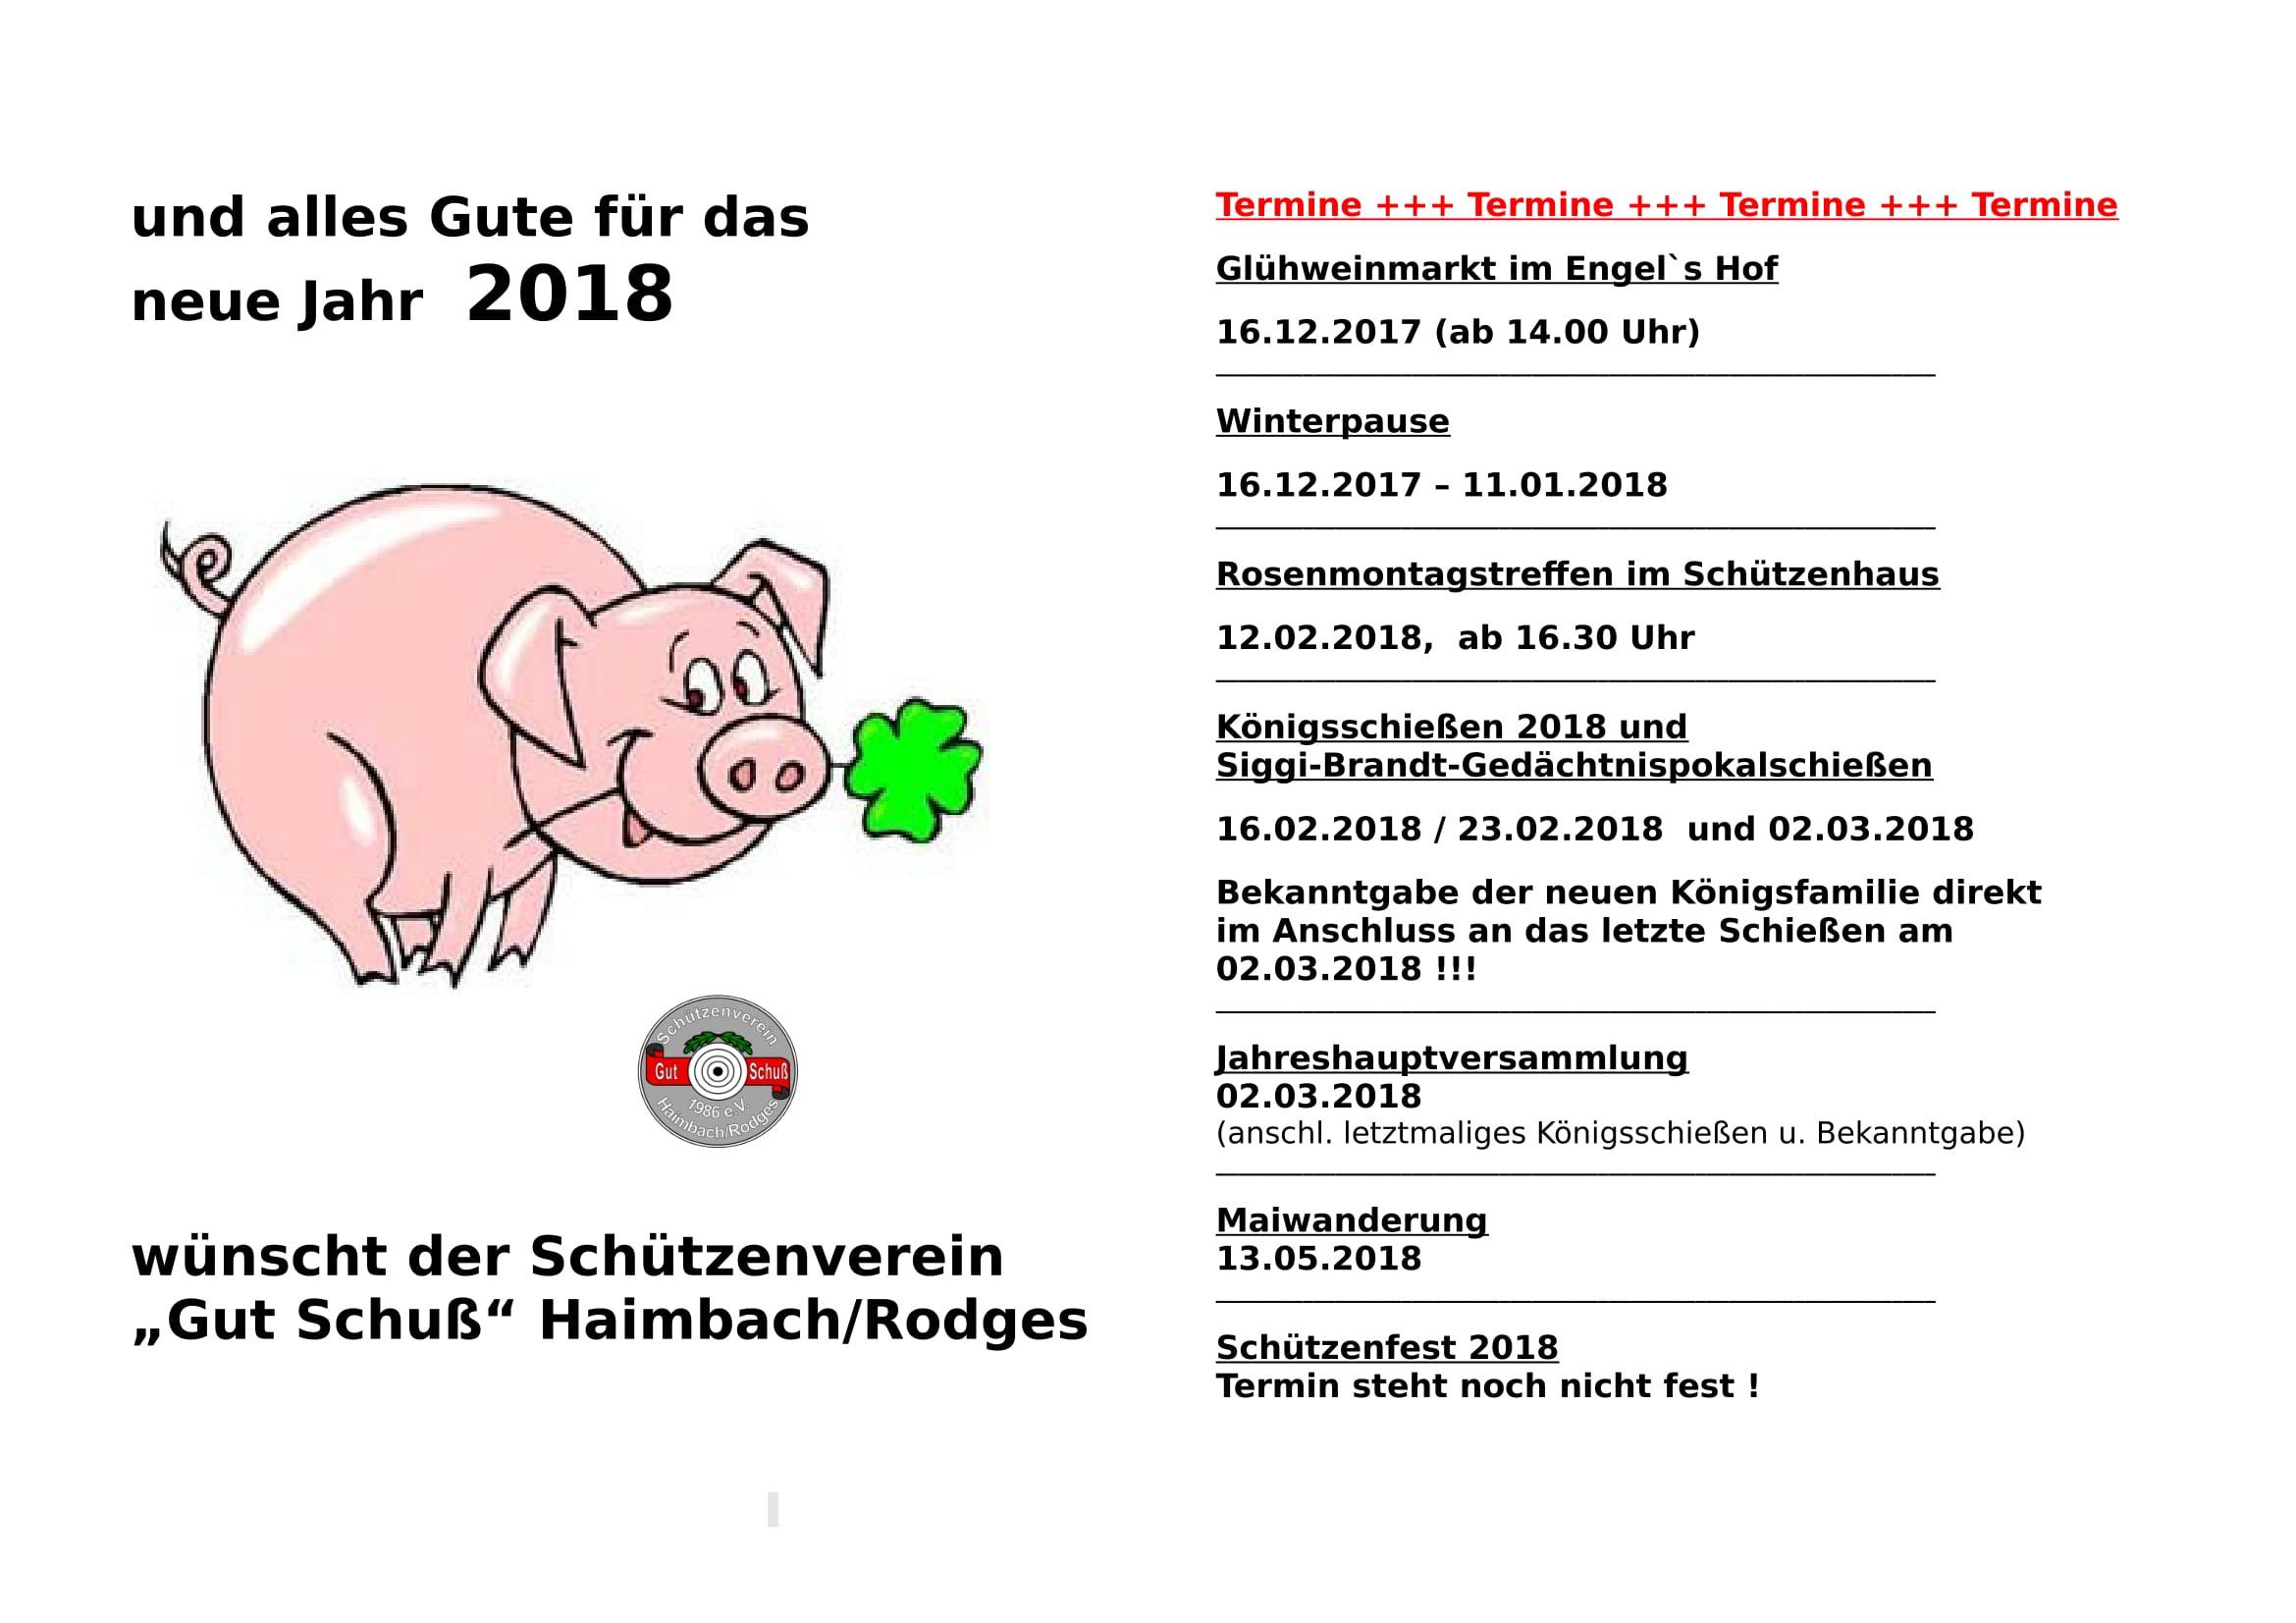 und alles Gute für das
neue Jahr 2018
Schützenverein
Gut Schuß
1986 e.V.
Haimbach/Rodges
wünscht der Schützenverein
„Gut Schuß“ Haimbach/Rodges
Termine +++ Termine +++ Termine +++ Termine
Glühweinmarkt im Engel`s Hof
16.12.2017 (ab 14.00 Uhr)
Winterpause
16.12.2017 – 11.01.2018
Rosenmontagstreffen im Schützenhaus
12.02.2018, ab 16.30 Uhr
Königsschießen 2018 und
Siggi-Brandt-Gedächtnispokalschießen
16.02.2018 / 23.02.2018 und 02.03.2018
Bekanntgabe der neuen Königsfamilie direkt
im Anschluss an das letzte Schießen am
02.03.2018 !!!
Jahreshauptversammlung
02.03.2018
(anschl. letztmaliges Königsschießen u. Bekanntgabe)
Maiwanderung
13.05.2018
Schützenfest 2018
Termin steht noch nicht fest !